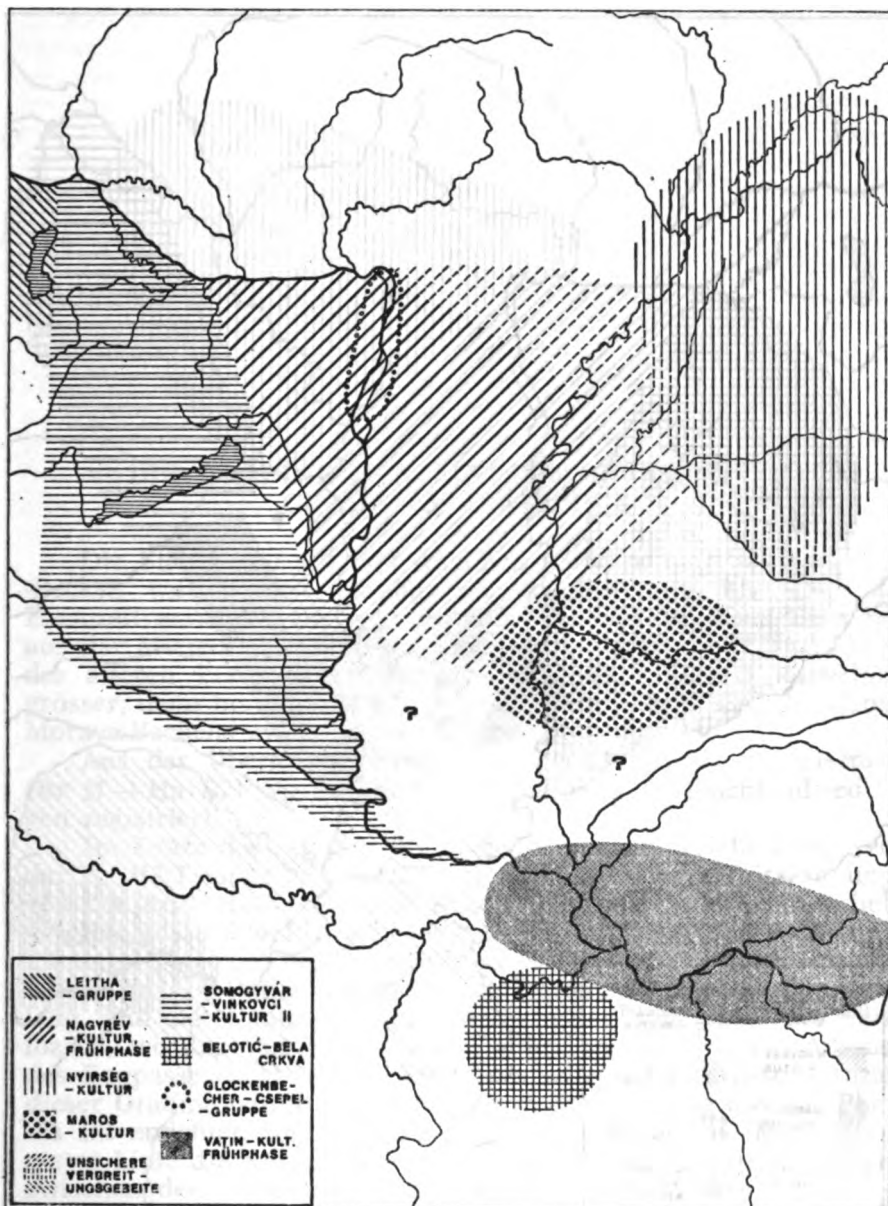 ?
?
LEITHA
-GRUPPE
NAGYRÉV
-KULTUR,
FRÜHPHASE
NYIRSÉG
-KULTUR
MAROS
-KULTUR
UNSICHERE
VERDREIT-
UNGSGEBEITE
SOMOGYVÁR
-VINKOVCI
-KULTUR II
BELOTIĆ-BELA
CRKVA
GLOCKENBE-
CHER-CSEPEL
-GRUPPE
VATIN-KULT.
FRÜHPHASE